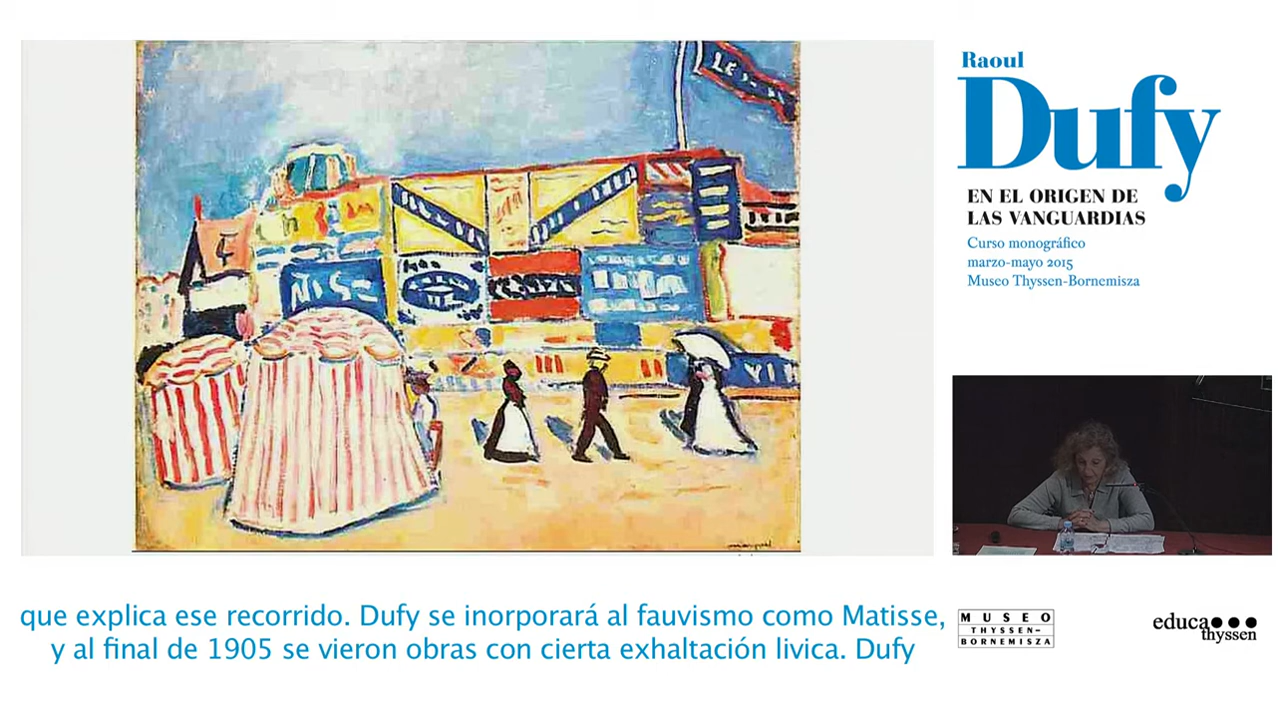 Raoul
Dufy
EN EL ORIGEN DE
LAS VANGUARDIAS
Curso monográfico
marzo-mayo 2015
Museo Thyssen-Bornemisza
que explica ese recorrido. Dufy se inorporará al fauvismo como Matisse,
y al final de 1905 se vieron obras con cierta exhaltación livica. Dufy
MUSEO
THYSSEN-
BORNEMISZA
educa
thyssen